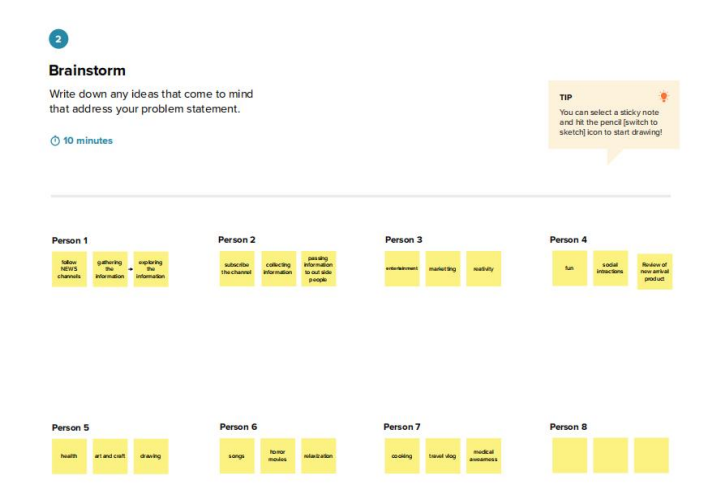 2
Brainstorm
Write down any ideas that come to mind
that address your problem statement.
10 minutes
TIP
You can select a sticky note
and hit the pencil [switch to
sketch] icon to start drawing!
Person 1
follow
NEWS
channels
gathering
the
information
exploring
the
information
Person 2
subscribe
the channel
collecting
information
passing
information
to out side
people
Person 3
entertainment
marketing
reativity
Person 4
fun
social
intractions
Review of
new arrival
product
Person 5
health
art and craft
drawing
Person 6
songs
horror
movies
relaxization
Person 7
cooking
travel vlog
medical
awearness
Person 8